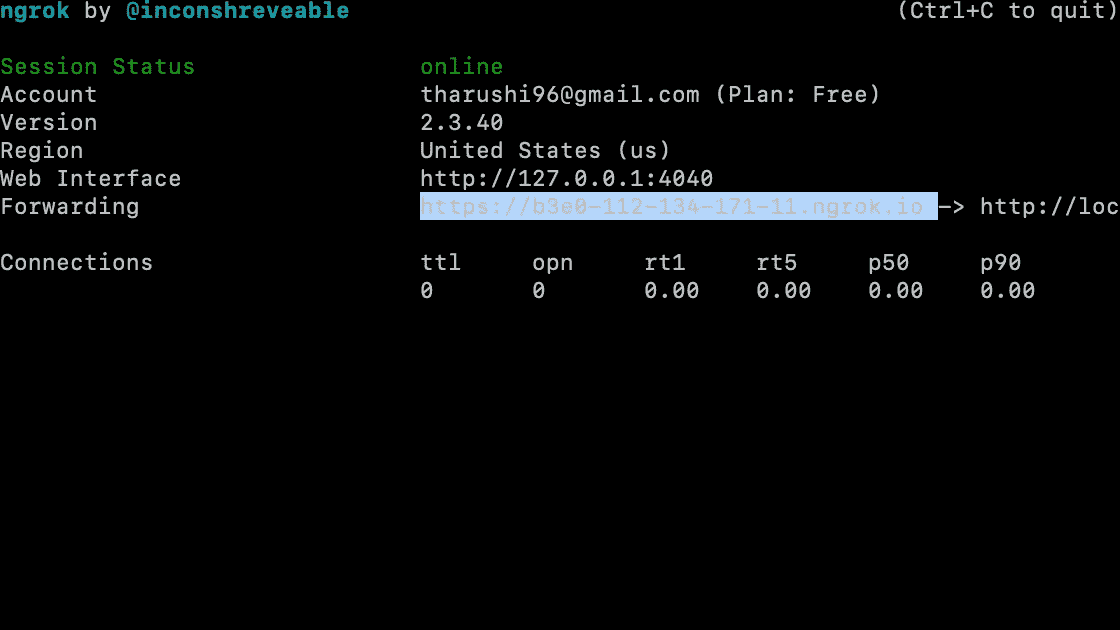 ngrok by @inconshreveable (Ctrl+C to quit)
Session Status online
Account tharushi96@gmail.com (Plan: Free)
Version 2.3.40
Region United States (us)
Web Interface http://127.0.0.1:4040
Forwarding https://b3e0-112-134-171-11.ngrok.io -> http://loc
Connections ttl opn rt1 rt5 p50 p90
0 0 0.00 0.00 0.00 0.00